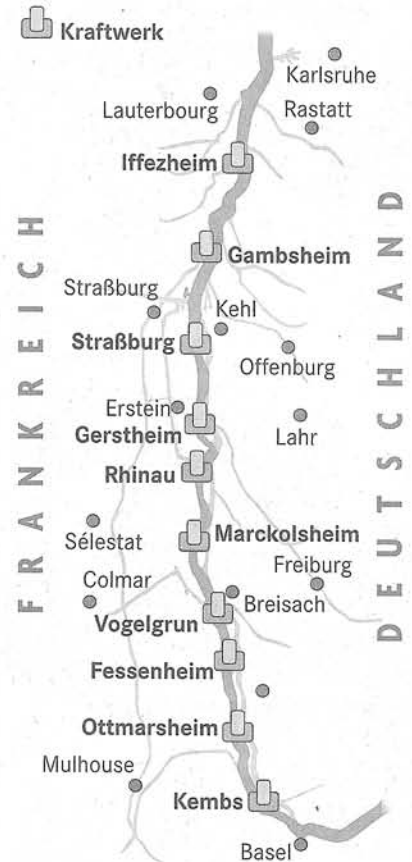 Kraftwerk
Karlsruhe
Lauterbourg
Rastatt
Iffezheim
FRANKREICH
DEUTSCHLAND
Gambsheim
Straßburg
Kehl
Straßburg
Offenburg
Erstein
Gerstheim
Lahr
Rhinau
Marckolsheim
Sélestat
Freiburg
Colmar
Breisach
Vogelgrun
Fessenheim
Ottmarsheim
Mulhouse
Kembs
Basel